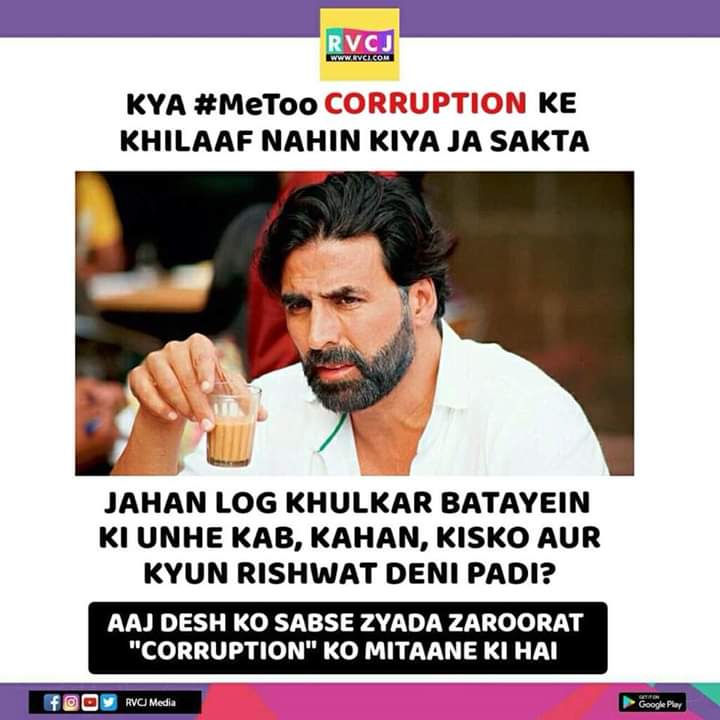 RVCJ
WWW.RVCJ.COM
KYA #MeToo CORRUPTION KE
KHILAAF NAHIN KIYA JA SAKTA
JAHAN LOG KHULKAR BATAYEIN
KI UNHE KAB, KAHAN, KISKO AUR
KYUN RISHWAT DENI PADI?
AAJ DESH KO SABSE ZYADA ZAROORAT
"CORRUPTION" KO MITAANE KI HAI
RVCJ Media
GET IT ON
Google Play